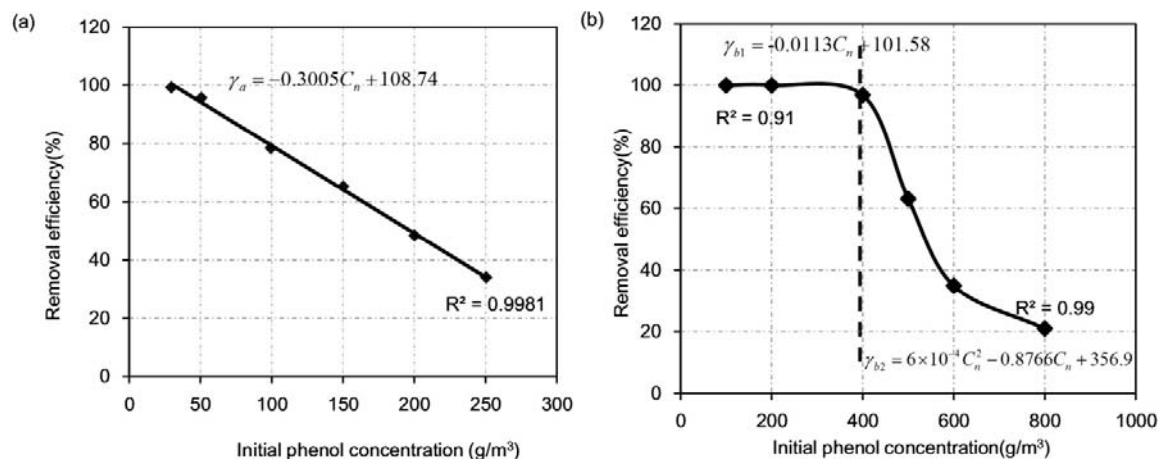 (a)
120
100
80
60
40
20
0
Removal efficiency(%)
γₐ = −0.3005Cₙ + 108.74
R² = 0.9981
0 50 100 150 200 250 300
Initial phenol concentration (g/m³)
(b)
120
100
80
60
40
20
0
Removal efficiency(%)
γ_b1 = -0.0113Cₙ + 101.58
R² = 0.91
R² = 0.99
γ_b2 = 6×10⁻⁴Cₙ² − 0.8766Cₙ + 356.9
0 200 400 600 800 1000
Initial phenol concentration(g/m³)